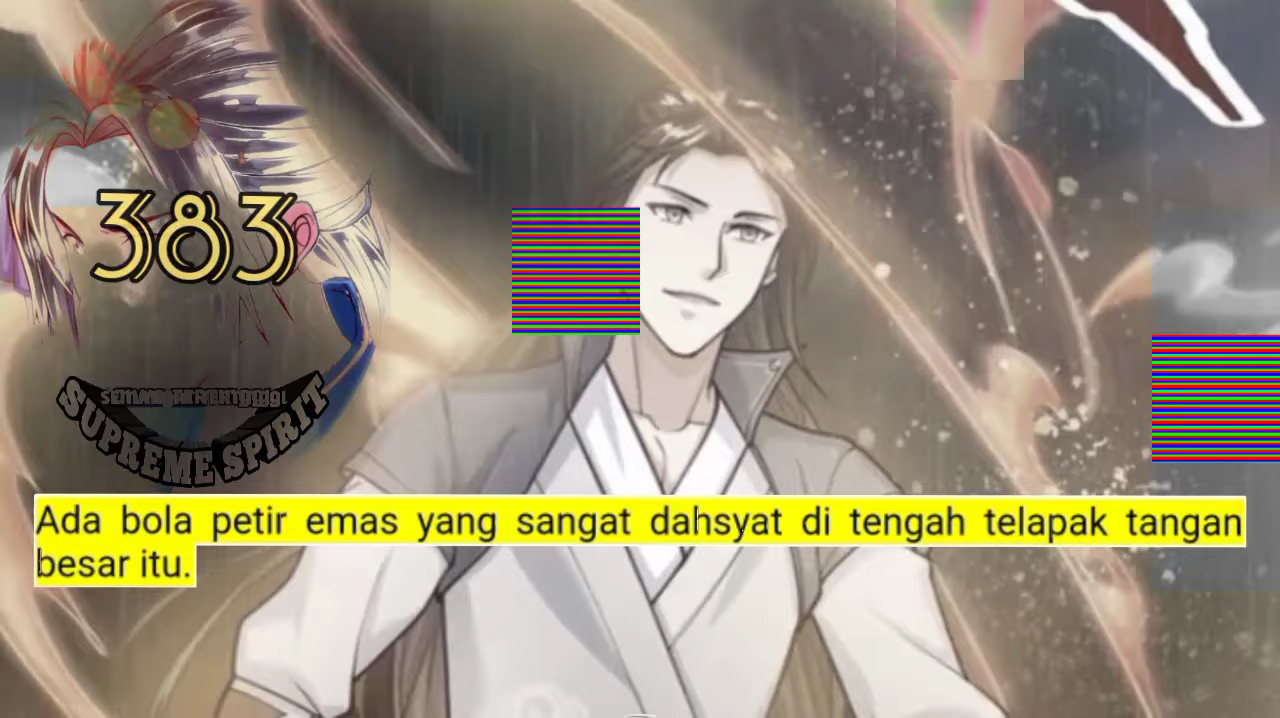 383
SUPREME SPIRIT
Ada bola petir emas yang sangat dahsyat di tengah telapak tangan
besar itu.